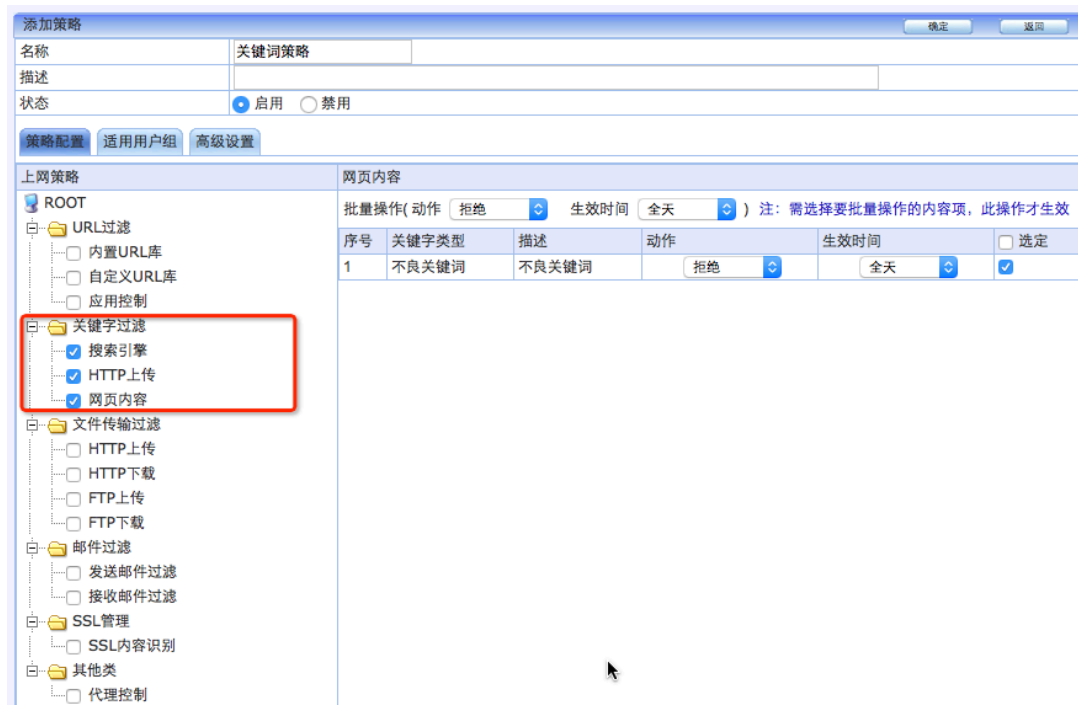 添加策略 确定 返回
名称 关键词策略
描述
状态 启用 禁用
策略配置 适用用户组 高级设置
上网策略
ROOT
URL过滤
内置URL库
自定义URL库
应用控制
关键字过滤
搜索引擎
HTTP上传
网页内容
文件传输过滤
HTTP上传
HTTP下载
FTP上传
FTP下载
邮件过滤
发送邮件过滤
接收邮件过滤
SSL管理
SSL内容识别
其他类
代理控制
网页内容
批量操作( 动作 拒绝 生效时间 全天 ) 注：需选择要批量操作的内容项，此操作才生效
序号 关键字类型 描述 动作 生效时间 选定
1 不良关键词 不良关键词 拒绝 全天